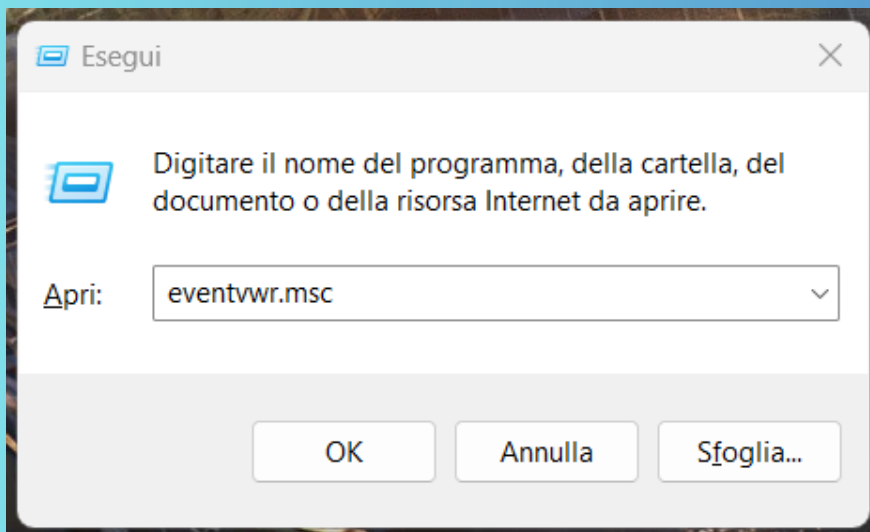 Esegui
Digitare il nome del programma, della cartella, del
documento o della risorsa Internet da aprire.
Apri:
eventvwr.msc
OK
Annulla
Sfoglia...